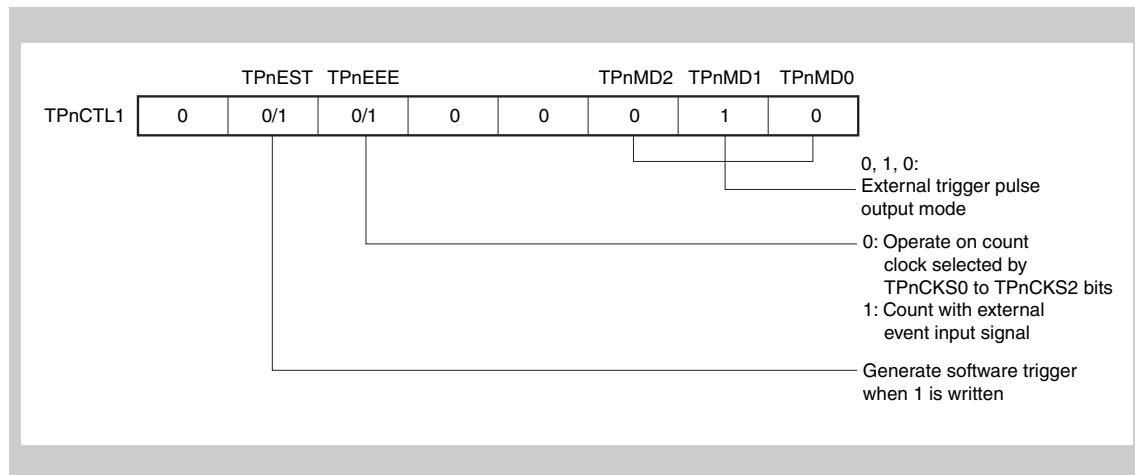 TPnEST TPnEEE TPnMD2 TPnMD1 TPnMD0
TPnCTL1 0 0/1 0/1 0 0 0 1 0
0, 1, 0:
External trigger pulse
output mode
0: Operate on count
clock selected by
TPnCKS0 to TPnCKS2 bits
1: Count with external
event input signal
Generate software trigger
when 1 is written